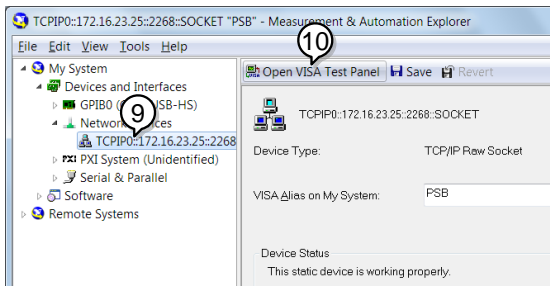 TCPIP0::172.16.23.25::2268::SOCKET "PSB" - Measurement & Automation Explorer
File Edit View Tools Help
10
My System
Devices and Interfaces
GPIB0 SB-HS)
9
Network
TCPIP0::172.16.23.25::2268
PXI System (Unidentified)
Serial & Parallel
Software
Remote Systems
Open VISA Test Panel Save Revert
TCPIP0::172.16.23.25::2268::SOCKET
Device Type: TCP/IP Raw Socket
VISA Alias on My System: PSB
Device Status
This static device is working properly.